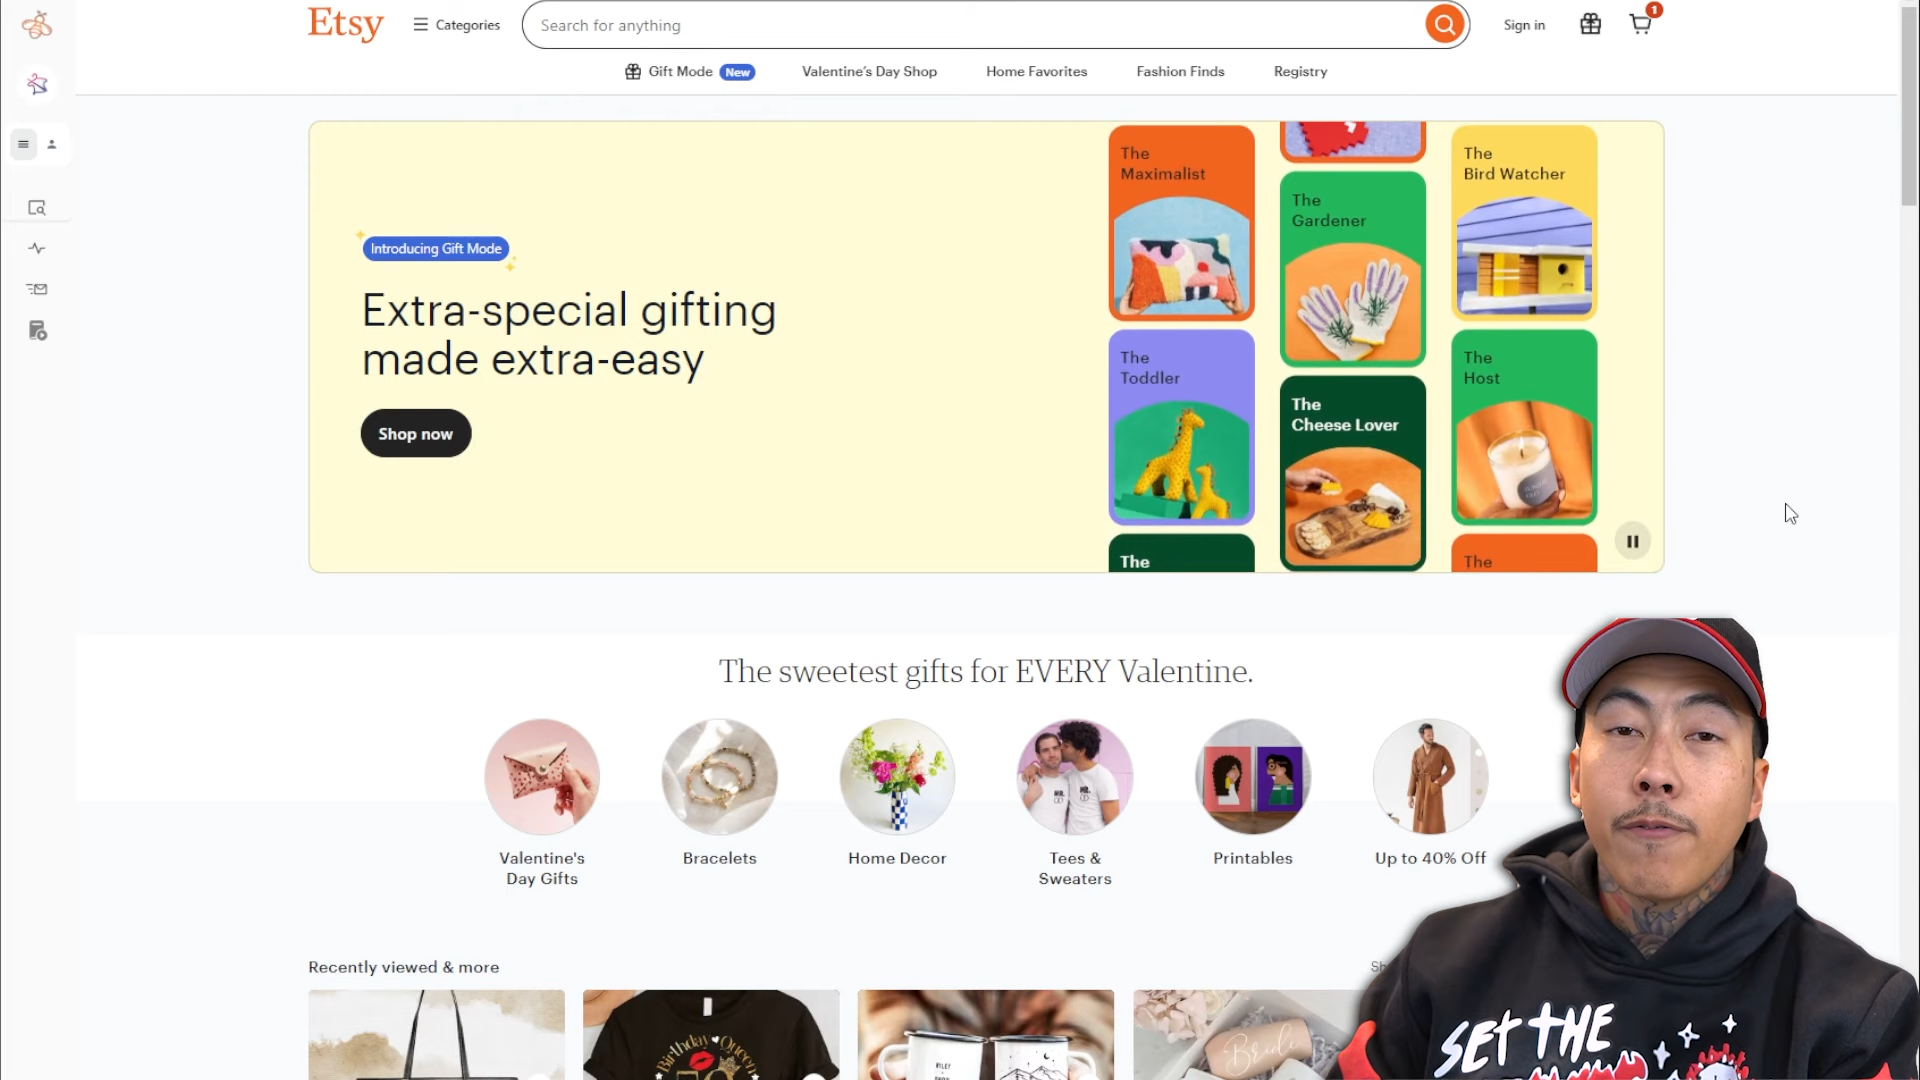 Etsy
Categories
Search for anything
Sign in
1
Gift Mode New
Valentine's Day Shop
Home Favorites
Fashion Finds
Registry
Introducing Gift Mode
Extra-special gifting
made extra-easy
Shop now
The
Maximalist
The
Gardener
The
Bird Watcher
The
Toddler
The
Cheese Lover
The
Host
The
The
The sweetest gifts for EVERY Valentine.
Valentine's
Day Gifts
Bracelets
Home Decor
Tees &
Sweaters
Printables
Up to 40% Off
Recently viewed & more
Birthday Queen
Bride
SET THE